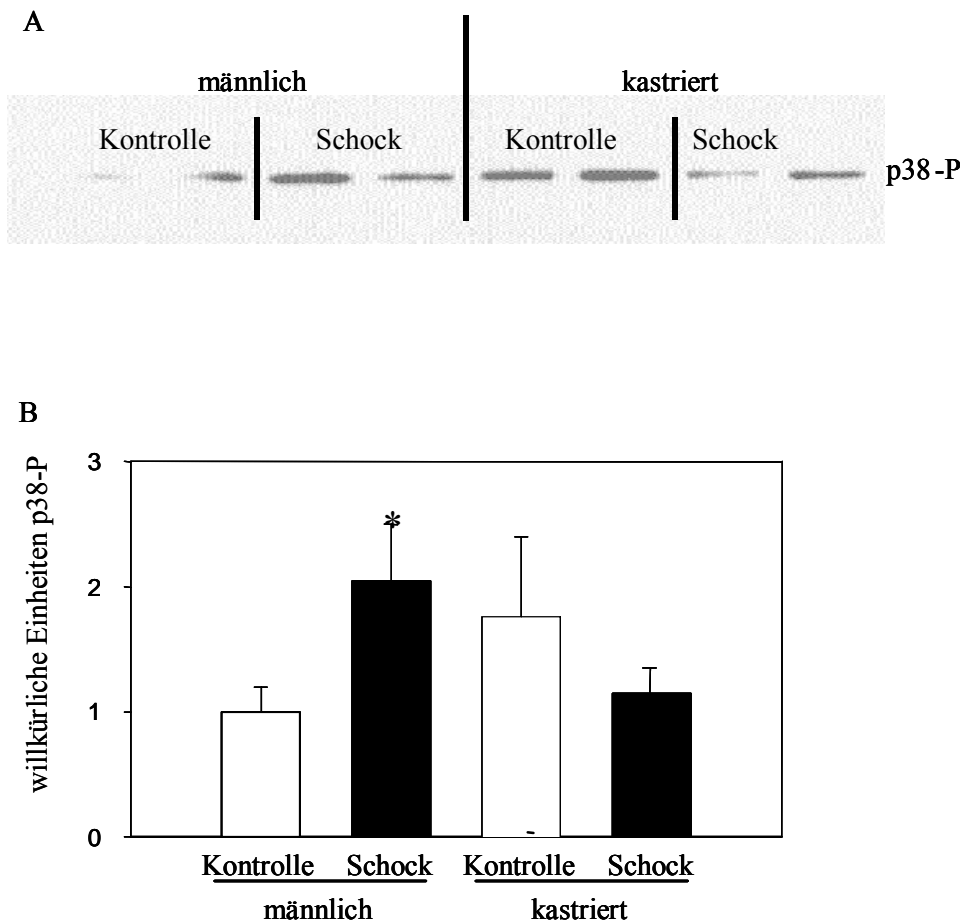 A
männlich kastriert
Kontrolle Schock Kontrolle Schock
p38-P
B
willkürliche Einheiten p38-P
3
*
2
1
0
Kontrolle Schock Kontrolle Schock
männlich kastriert